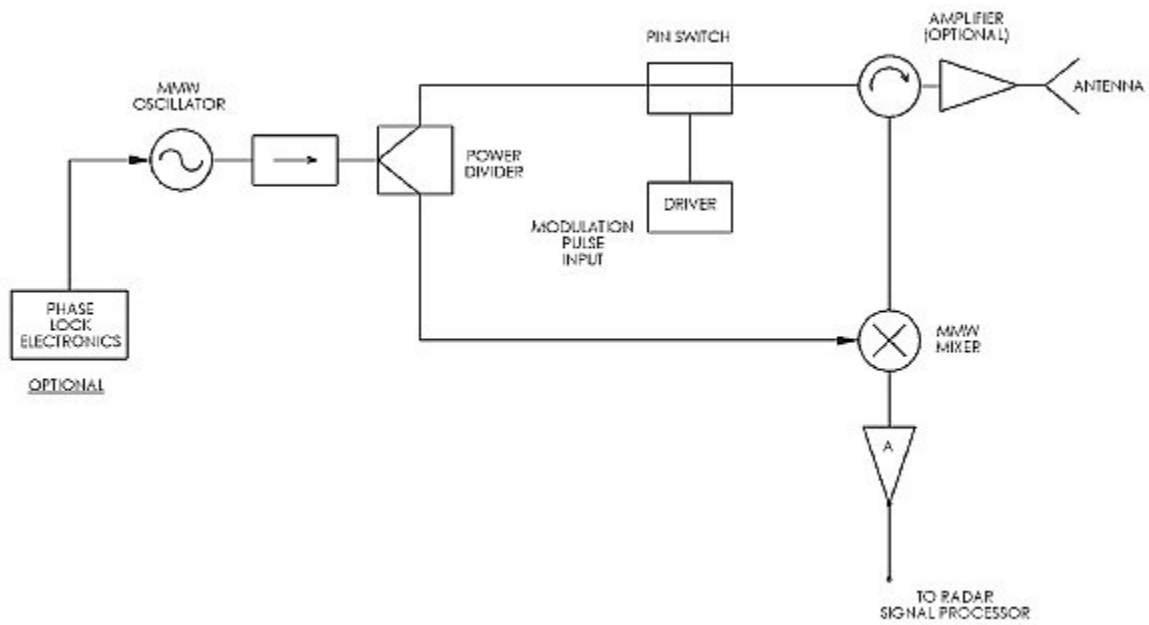 AMPLIFIER
(OPTIONAL)
PIN SWITCH
MMW
OSCILLATOR
ANTENNA
POWER
DIVIDER
DRIVER
MODULATION
PULSE
INPUT
PHASE
LOCK
ELECTRONICS
OPTIONAL
MMW
MIXER
A
TO RADAR
SIGNAL PROCESSOR